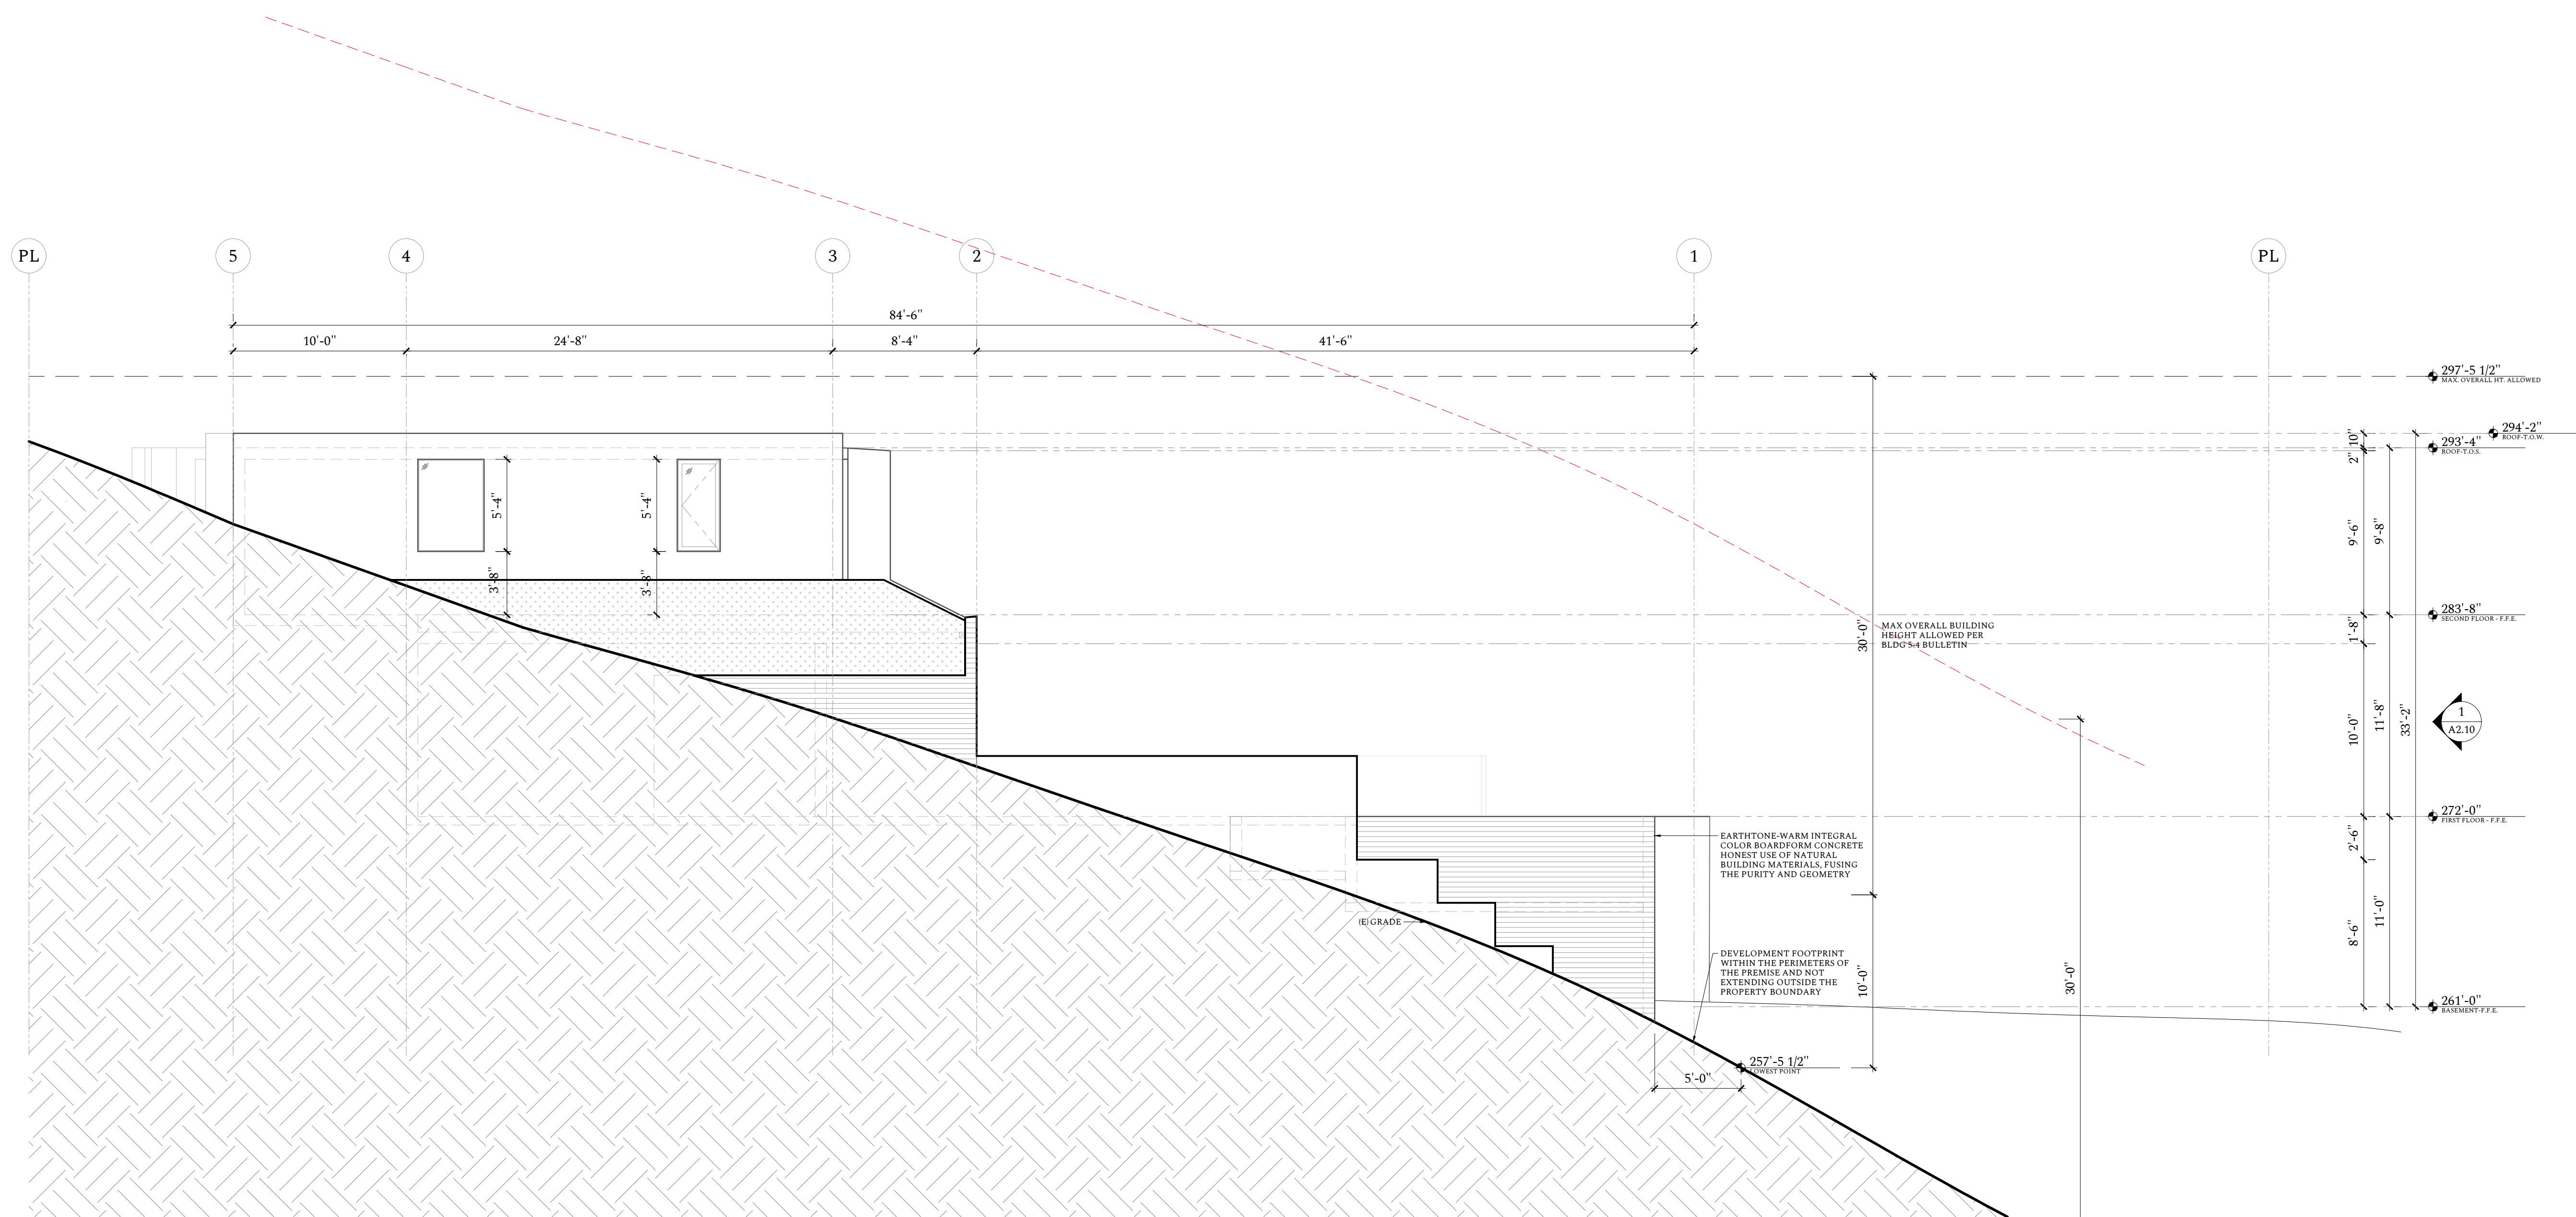 PL
5
4
3
2
1
PL
84'-6"
10'-0"
24'-8"
8'-4"
41'-6"
297'-5 1/2"
MAX. OVERALL HT. ALLOWED
294'-2"
ROOF-T.O.W.
293'-4"
ROOF-T.O.S.
10"
2"
5'-4"
5'-4"
9'-6"
9'-8"
3'-8"
3'-8"
283'-8"
SECOND FLOOR - F.F.E.
30'-0"
MAX OVERALL BUILDING
HEIGHT ALLOWED PER
BLDG 5:4 BULLETIN
1'-8"
10'-0"
11'-8"
33'-2"
1
A2.10
272'-0"
FIRST FLOOR - F.F.E.
EARTHTONE-WARM INTEGRAL
COLOR BOARDFORM CONCRETE
HONEST USE OF NATURAL
BUILDING MATERIALS, FUSING
THE PURITY AND GEOMETRY
2'-6"
(E) GRADE
8'-6"
11'-0"
DEVELOPMENT FOOTPRINT
WITHIN THE PERIMETERS OF
THE PREMISE AND NOT
EXTENDING OUTSIDE THE
PROPERTY BOUNDARY
10'-0"
30'-0"
261'-0"
BASEMENT-F.F.E.
257'-5 1/2"
LOWEST POINT
5'-0"